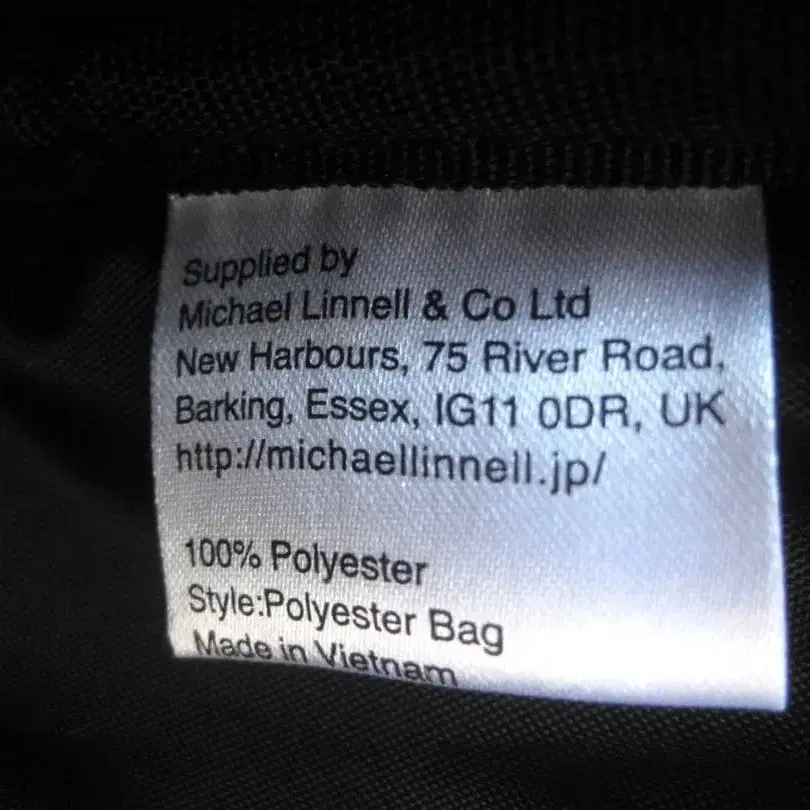 Supplied by
Michael Linnell & Co Ltd
New Harbours, 75 River Road,
Barking, Essex, IG11 0DR, UK
http://michaellinnell.jp/
100% Polyester
Style:Polyester Bag
Made in Vietnam